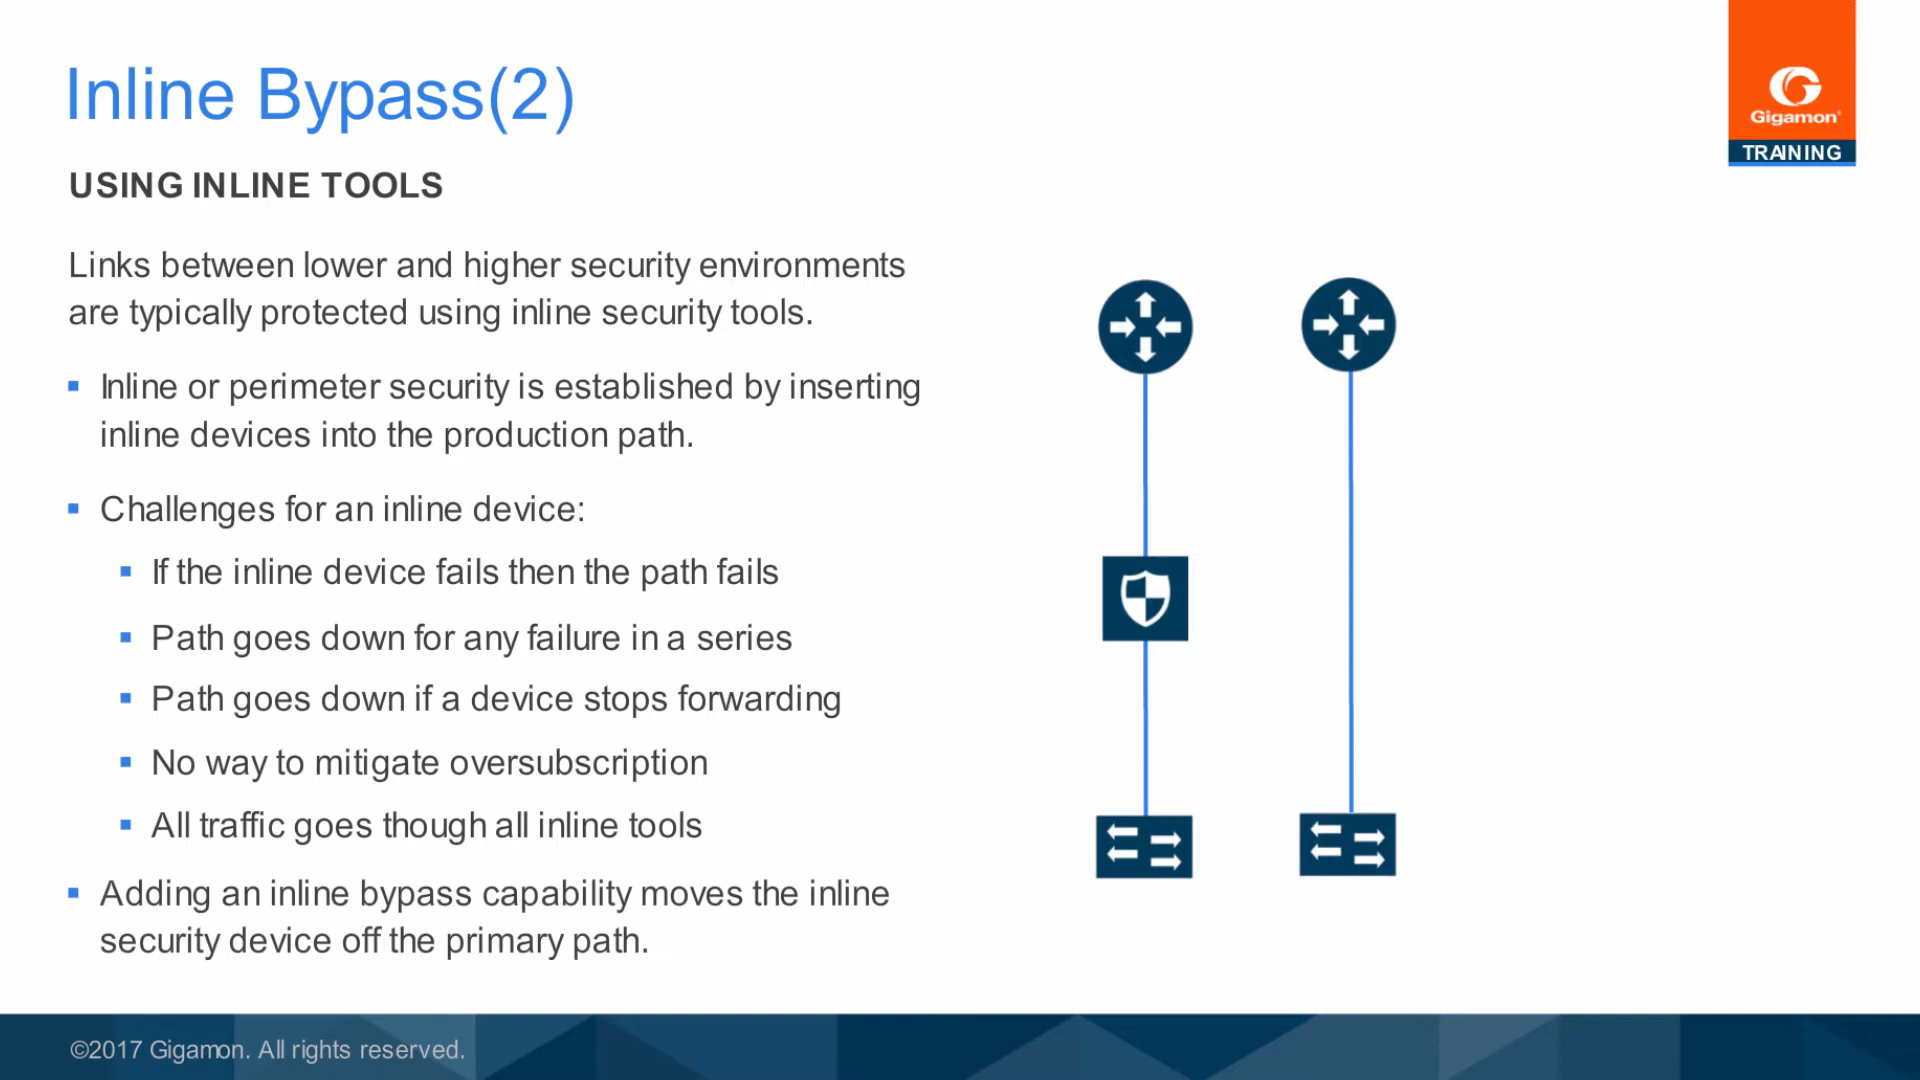 Inline Bypass(2)
Gigamon®
TRAINING
USING INLINE TOOLS
Links between lower and higher security environments
are typically protected using inline security tools.
Inline or perimeter security is established by inserting
inline devices into the production path.
Challenges for an inline device:
If the inline device fails then the path fails
Path goes down for any failure in a series
Path goes down if a device stops forwarding
No way to mitigate oversubscription
All traffic goes though all inline tools
Adding an inline bypass capability moves the inline
security device off the primary path.
©2017 Gigamon. All rights reserved.